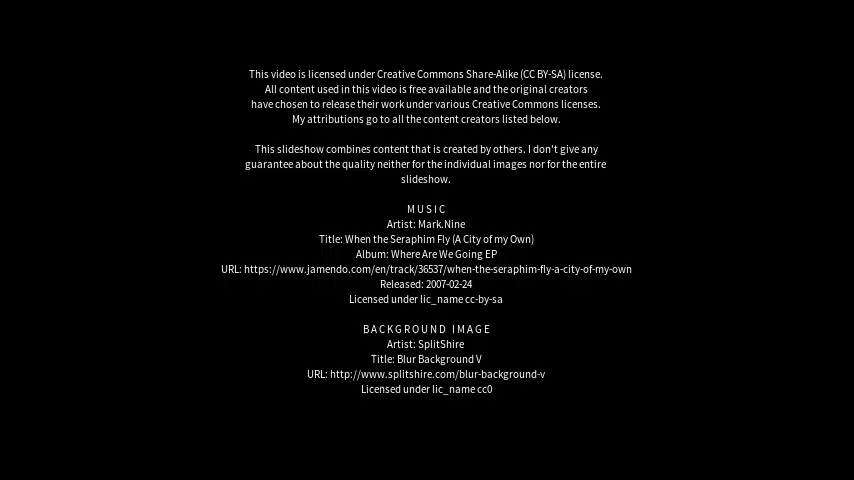 This video is licensed under Creative Commons Share-Alike (CC BY-SA) license.
All content used in this video is free available and the original creators
have chosen to release their work under various Creative Commons licenses.
My attributions go to all the content creators listed below.
This slideshow combines content that is created by others. I don't give any
guarantee about the quality neither for the individual images nor for the entire
slideshow.
MUSIC
Artist: Mark.Nine
Title: When the Seraphim Fly (A City of my Own)
Album: Where Are We Going EP
URL: https://www.jamendo.com/en/track/36537/when-the-seraphim-fly-a-city-of-my-own
Released: 2007-02-24
Licensed under lic_name cc-by-sa
BACKGROUND IMAGE
Artist: SplitShire
Title: Blur Background V
URL: http://www.splitshire.com/blur-background-v
Licensed under lic_name cc0